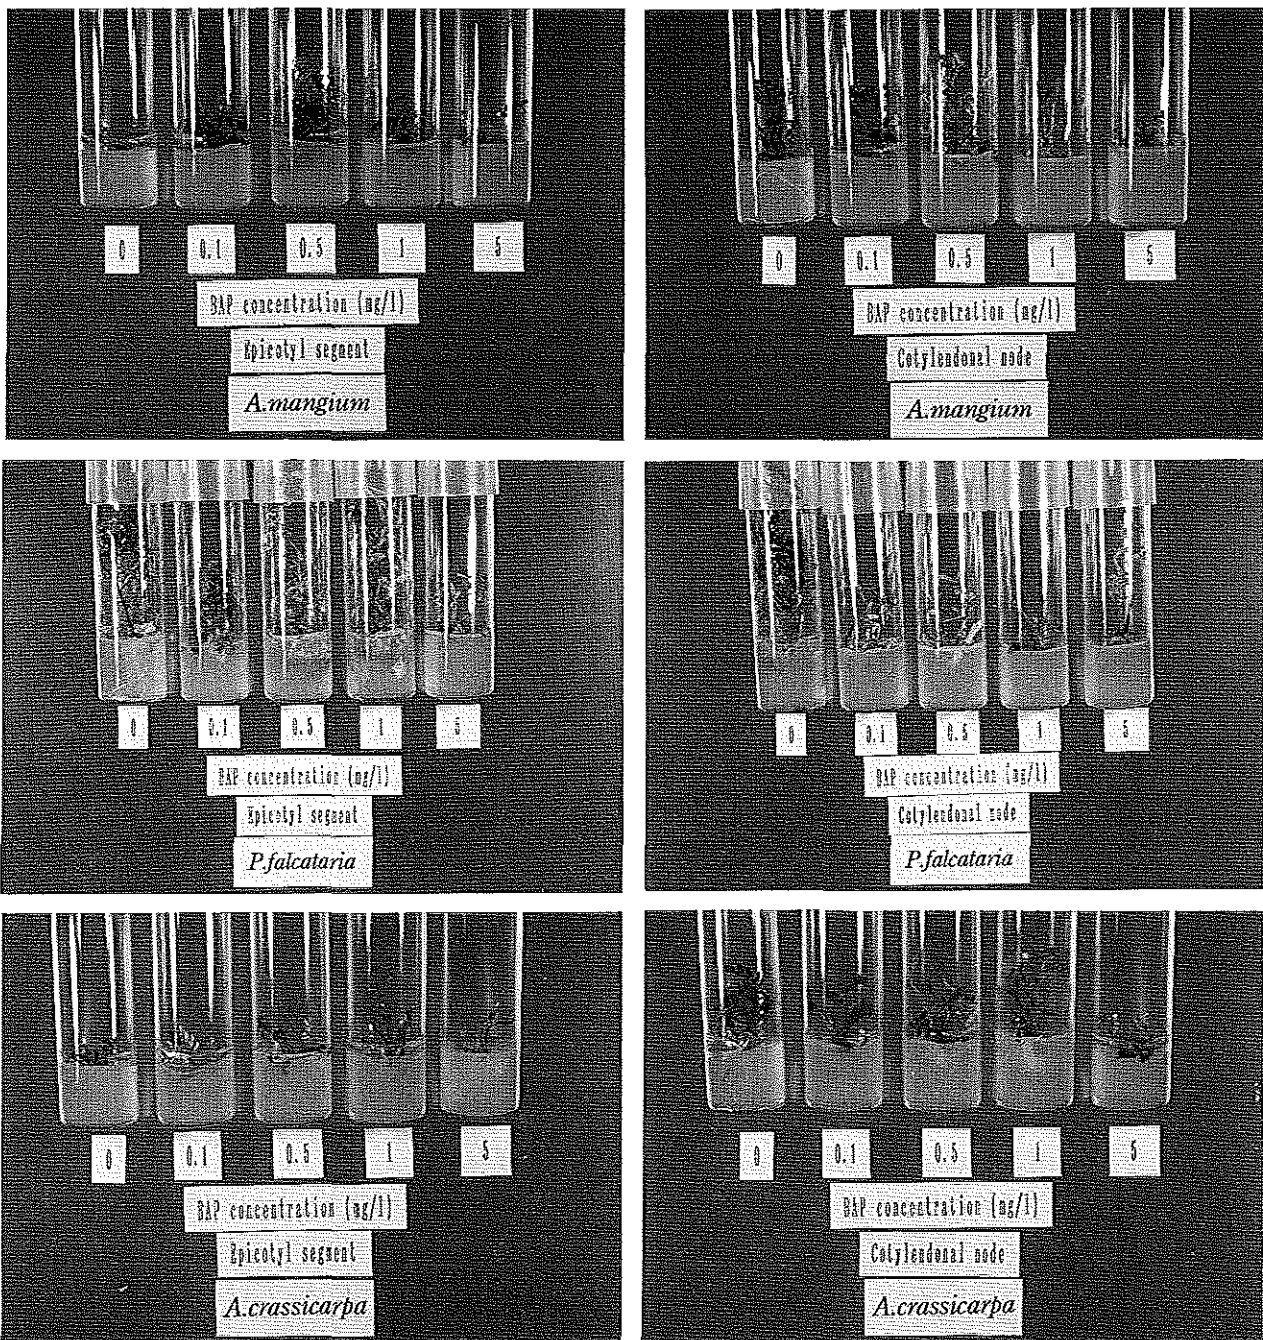 0 0.1 0.5 1 5
BAP concentration (mg/l)
Epicotyl segment
A.mangium
0 0.1 0.5 1 5
BAP concentration (mg/l)
Cotylendonal node
A.mangium
0 0.1 0.5 1 5
BAP concentration (mg/l)
Epicotyl segment
P.falcataria
0 0.1 0.5 1 5
BAP concentration (mg/l)
Cotylendonal node
P.falcataria
0 0.1 0.5 1 5
BAP concentration (mg/l)
Epicotyl segment
A.crassicarpa
0 0.1 0.5 1 5
BAP concentration (mg/l)
Cotylendonal node
A.crassicarpa